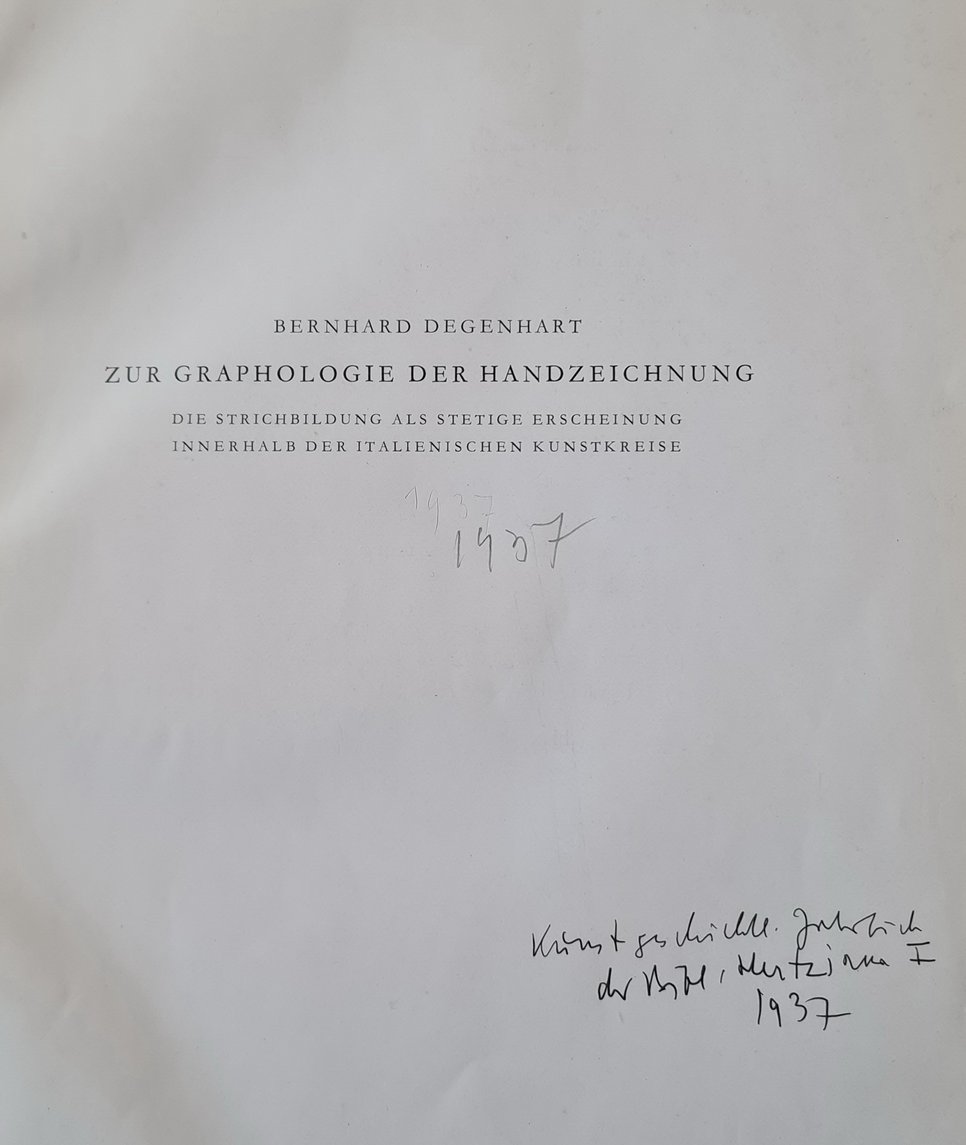 BERNHARD DEGENHART
ZUR GRAPHOLOGIE DER HANDZEICHNUNG
DIE STRICHBILDUNG ALS STETIGE ERSCHEINUNG
INNERHALB DER ITALIENISCHEN KUNSTKREISE
1937
1937
Kunstgeschichtl. Jahrbuch
der Bibl. Hertziana I
1937